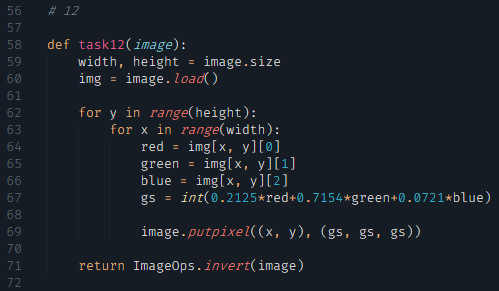 56 # 12
57
58 def task12(image):
59     width, height = image.size
60     img = image.load()
61
62     for y in range(height):
63         for x in range(width):
64             red = img[x, y][0]
65             green = img[x, y][1]
66             blue = img[x, y][2]
67             gs = int(0.2125*red+0.7154*green+0.0721*blue)
68
69             image.putpixel((x, y), (gs, gs, gs))
70
71     return ImageOps.invert(image)
72